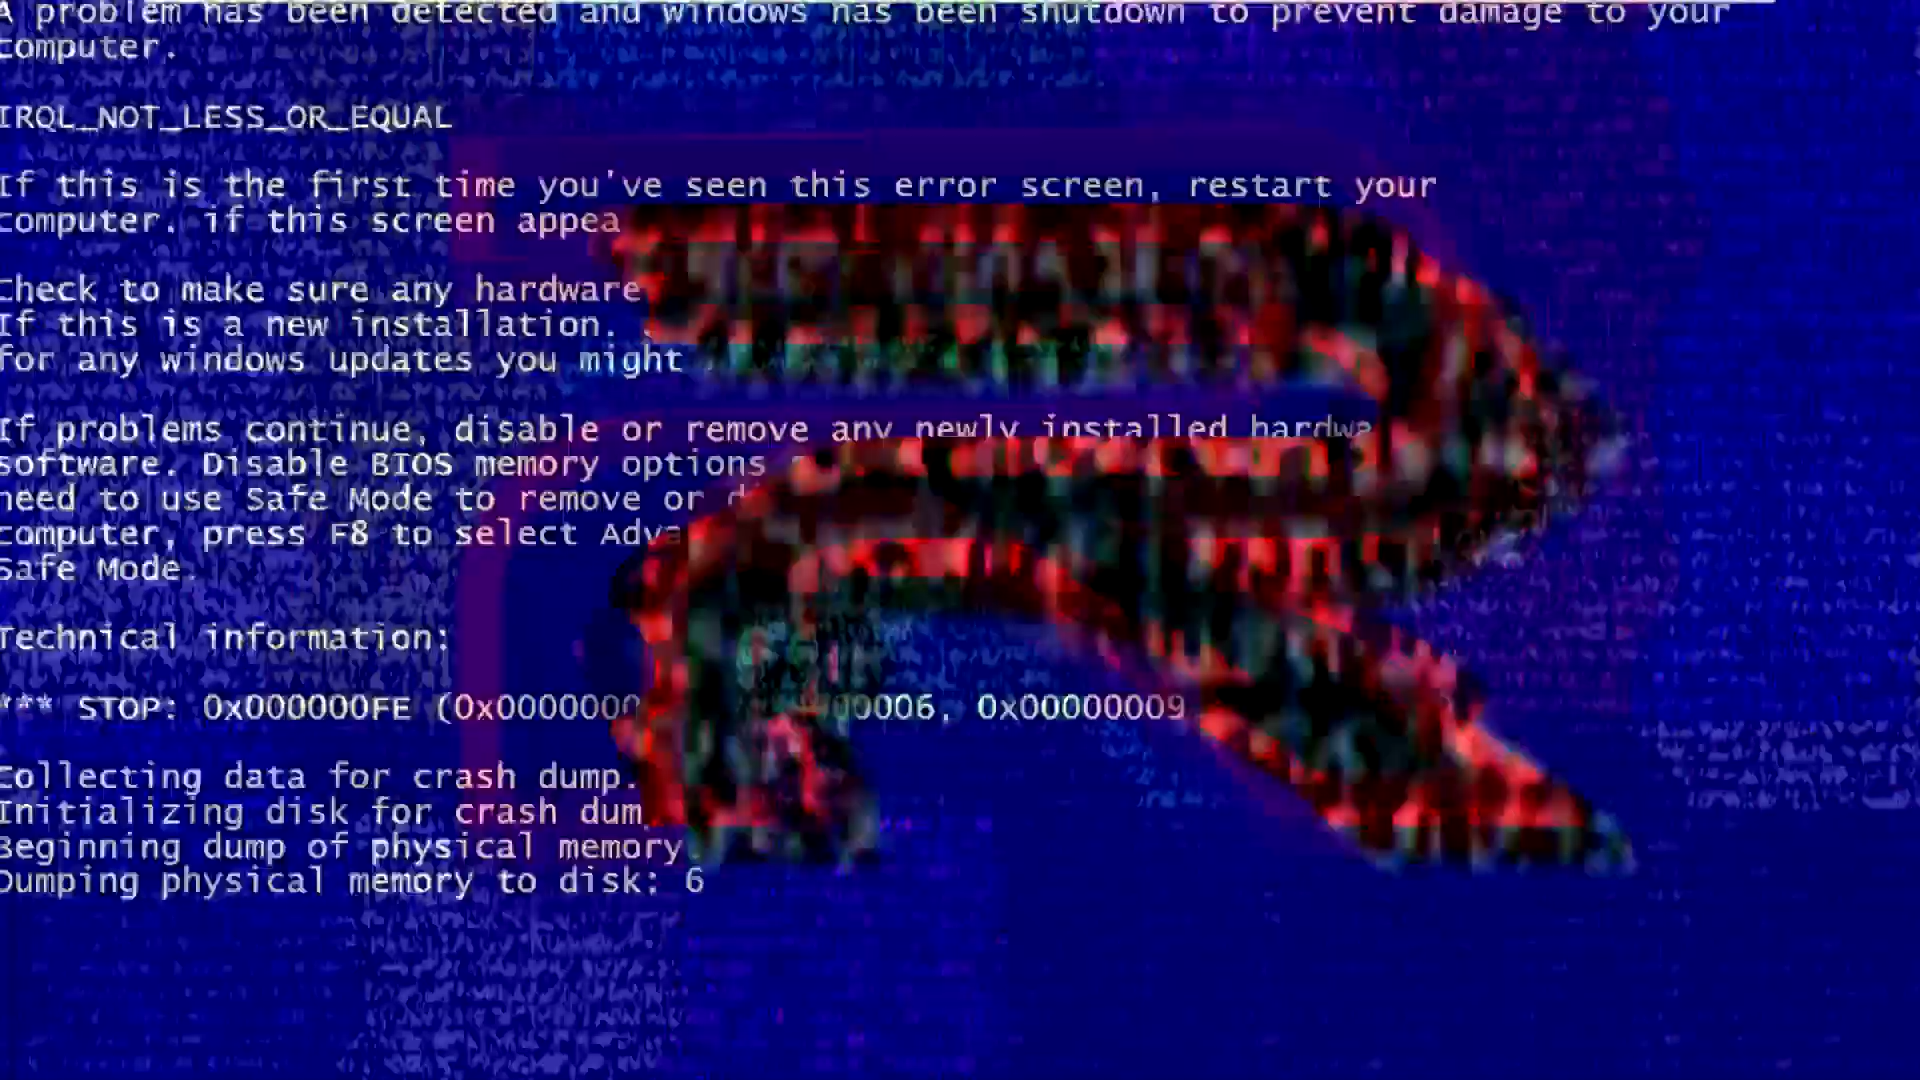 A problem has been detected and windows has been shutdown to prevent damage to your
computer.
IRQL_NOT_LESS_OR_EQUAL
If this is the first time you've seen this error screen, restart your
computer. if this screen appea
Check to make sure any hardware
If this is a new installation.
for any windows updates you might
If problems continue, disable or remove any newly installed hardwa
software. Disable BIOS memory options
need to use Safe Mode to remove or
computer, press F8 to select Adva
Safe Mode.
Technical information:
*** STOP: 0x000000FE (0x0000000 00006, 0x00000009
Collecting data for crash dump.
Initializing disk for crash dum
Beginning dump of physical memory
Dumping physical memory to disk: 6